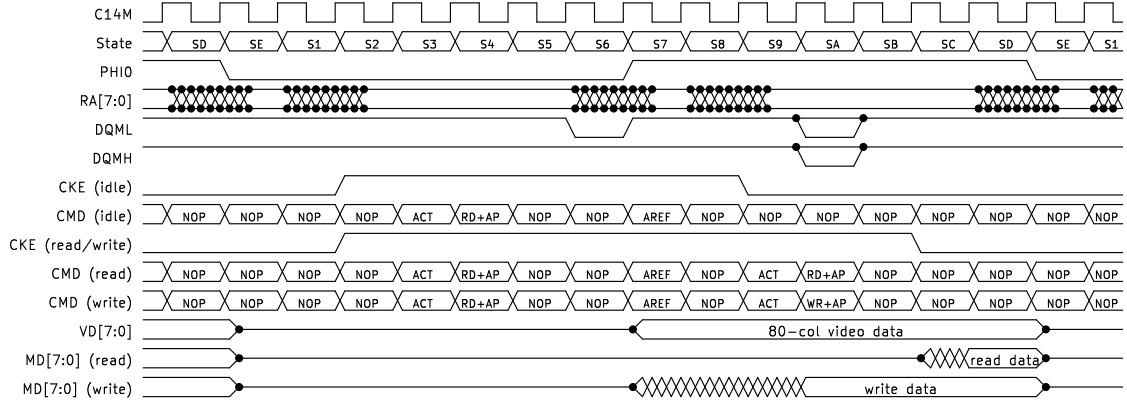 C14M
State SD SE S1 S2 S3 S4 S5 S6 S7 S8 S9 SA SB SC SD SE S1
PHI0
RA[7:0]
DQML
DQMH
CKE (idle)
CMD (idle) NOP NOP NOP NOP ACT RD+AP NOP NOP AREF NOP NOP NOP NOP NOP NOP NOP NOP
CKE (read/write)
CMD (read) NOP NOP NOP NOP ACT RD+AP NOP NOP AREF NOP ACT RD+AP NOP NOP NOP NOP NOP
CMD (write) NOP NOP NOP NOP ACT RD+AP NOP NOP AREF NOP ACT WR+AP NOP NOP NOP NOP NOP
VD[7:0] 80-col video data
MD[7:0] (read) read data
MD[7:0] (write) write data